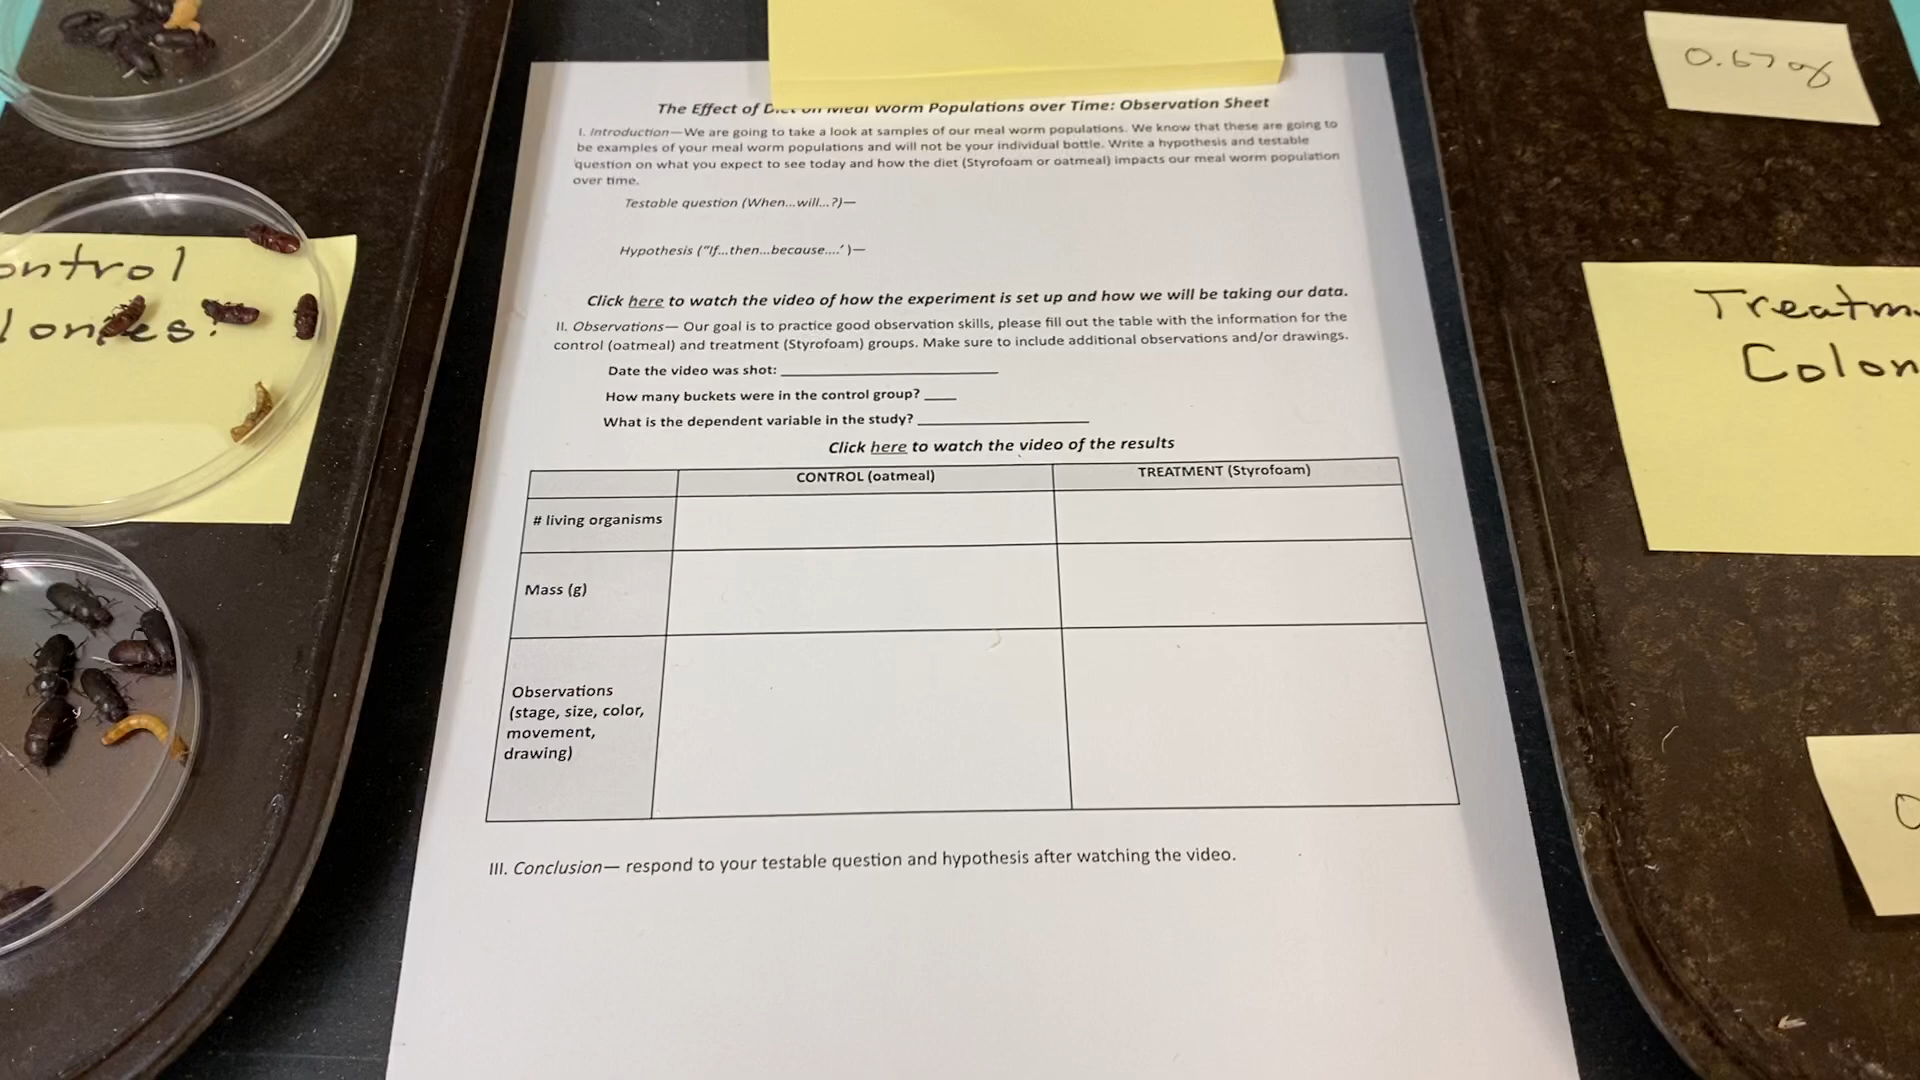 The Effect of Diet on Meal Worm Populations over Time: Observation Sheet
I. Introduction—We are going to take a look at samples of our meal worm populations. We know that these are going to
be examples of your meal worm populations and will not be your individual bottle. Write a hypothesis and testable
question on what you expect to see today and how the diet (Styrofoam or oatmeal) impacts our meal worm population
over time.
Testable question (When...will...?)—
Hypothesis (“If...then...because....’ )—
Click here to watch the video of how the experiment is set up and how we will be taking our data.
II. Observations— Our goal is to practice good observation skills, please fill out the table with the information for the
control (oatmeal) and treatment (Styrofoam) groups. Make sure to include additional observations and/or drawings.
Date the video was shot: ____
How many buckets were in the control group? ____
What is the dependent variable in the study? ____
Click here to watch the video of the results
CONTROL (oatmeal) TREATMENT (Styrofoam)
# living organisms
Mass (g)
Observations
(stage, size, color,
movement,
drawing)
III. Conclusion— respond to your testable question and hypothesis after watching the video.
ontrol
lonies:
0.67g
Treatm
Colon
0